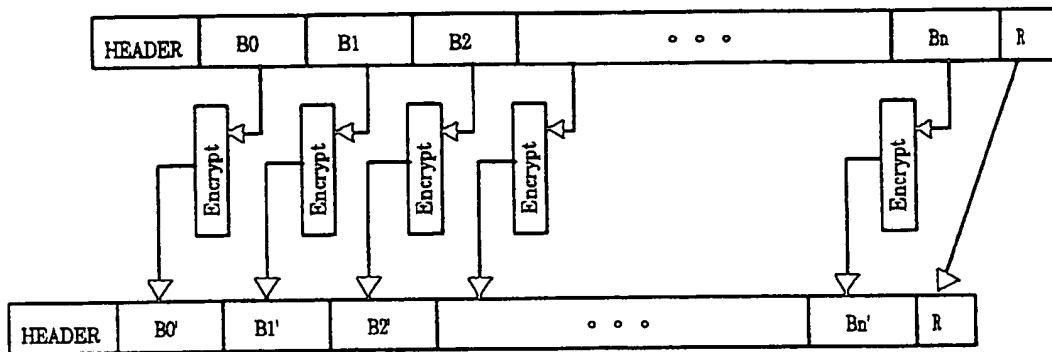 HEADER B0 B1 B2 ° ° ° Bn R
Encrypt Encrypt Encrypt Encrypt Encrypt
HEADER B0' B1' B2' ° ° ° Bn' R